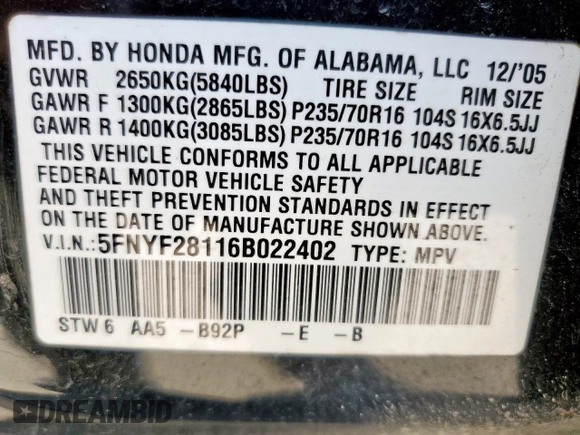 MFD. BY HONDA MFG. OF ALABAMA, LLC 12/'05
GVWR 2650KG(5840LBS) TIRE SIZE RIM SIZE
GAWR F 1300KG(2865LBS) P235/70R16 104S 16X6.5JJ
GAWR R 1400KG(3085LBS) P235/70R16 104S 16X6.5JJ
THIS VEHICLE CONFORMS TO ALL APPLICABLE
FEDERAL MOTOR VEHICLE SAFETY
AND THEFT PREVENTION STANDARDS IN EFFECT
ON THE DATE OF MANUFACTURE SHOWN ABOVE.
V.I.N.:5FNYF28116B022402 TYPE: MPV
STW 6 AA5 -B92P -E -B
DREAMBID